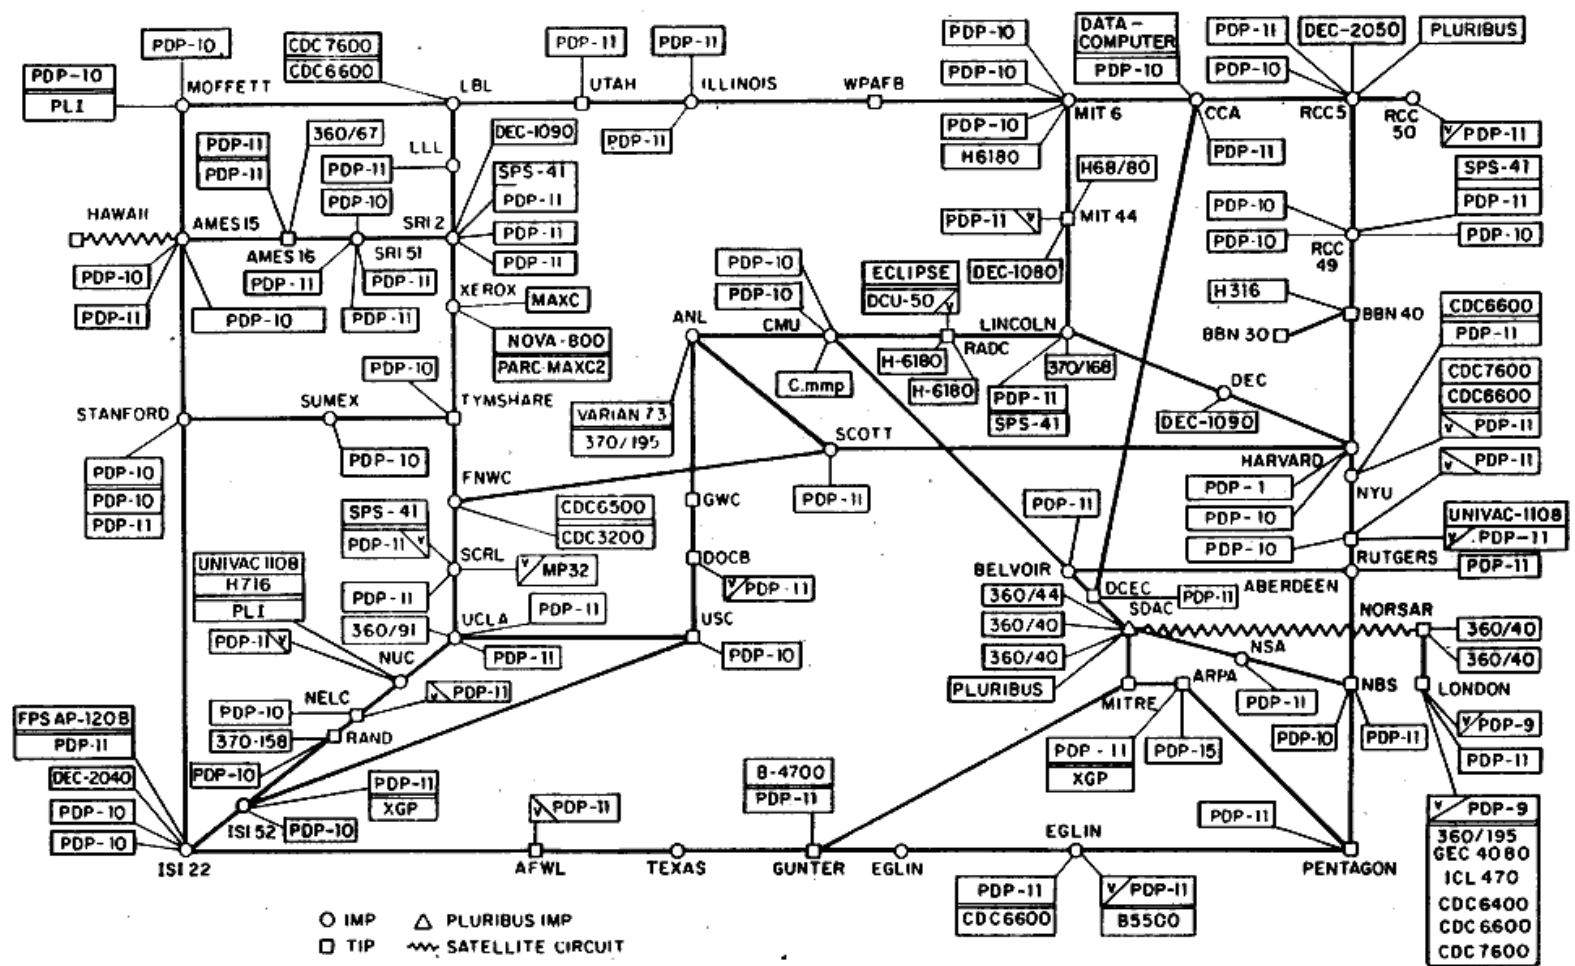 PDP-10
CDC 7600
CDC6600
PDP-11
PDP-11
PDP-10
PDP-10
DATA-
COMPUTER
PDP-10
PDP-11
PDP-10
DEC-2050
PLURIBUS
PDP-10
PLI
MOFFETT
LBL
UTAH
ILLINOIS
WPAFB
MIT 6
CCA
RCC5
RCC
50
PDP-11
PDP-11
PDP-10
H6180
PDP-11
V PDP-11
PDP-11
PDP-11
360/67
LLL
PDP-11
DEC-1090
SPS-41
PDP-11
PDP-11
PDP-11
H68/80
PDP-11 V
MIT 44
DEC-1080
SPS-41
PDP-11
PDP-10
PDP-10
PDP-10
RCC
49
HAWAII
AMES15
AMES16
PDP-10
SRI 51
SRI 2
PDP-10
PDP-11
PDP-10
PDP-11
PDP-11
PDP-11
XEROX
MAXC
NOVA-800
PARC-MAXC2
PDP-10
PDP-10
ECLIPSE
DCU-50 V
ANL
CMU
RADC
LINCOLN
H-6180
H-6180
370/168
C.mmp
PDP-11
SPS-41
H316
BBN 30
BBN 40
CDC6600
PDP-11
CDC7600
CDC6600
V PDP-11
V PDP-11
DEC
DEC-1090
PDP-10
STANFORD
SUMEX
TYMSHARE
VARIAN 73
370/195
SCOTT
HARVARD
NYU
PDP-10
PDP-10
PDP-11
PDP-10
FNWC
CDC6500
CDC3200
GWC
PDP-11
PDP-1
PDP-10
PDP-10
PDP-11
UNIVAC-1108
V PDP-11
RUTGERS
PDP-11
SPS-41
PDP-11 V
SCRL
V MP32
DOCB
V PDP-11
BELVOIR
DCEC
PDP-11
ABERDEEN
UNIVAC 1108
H716
PLI
PDP-11 V
PDP-11
360/91
UCLA
PDP-11
PDP-11
USC
PDP-10
360/44
360/40
360/40
PLURIBUS
SDAC
NSA
PDP-11
NORSAR
360/40
360/40
NUC
NELC
V PDP-11
PDP-10
370-158
RAND
PDP-10
MITRE
ARPA
PDP-11
XGP
PDP-15
NBS
PDP-10
PDP-11
LONDON
V PDP-9
PDP-11
FPS AP-120B
PDP-11
DEC-2040
PDP-10
PDP-10
PDP-11
XGP
ISI 52
PDP-10
V PDP-11
B-4700
PDP-11
PDP-11
V PDP-9
360/195
GEC 4080
ICL 470
CDC6400
CDC 6600
CDC 7600
ISI 22
AFWL
TEXAS
GUNTER
EGLIN
EGLIN
PENTAGON
PDP-11
CDC6600
V PDP-11
B5500
IMP
PLURIBUS IMP
TIP
SATELLITE CIRCUIT